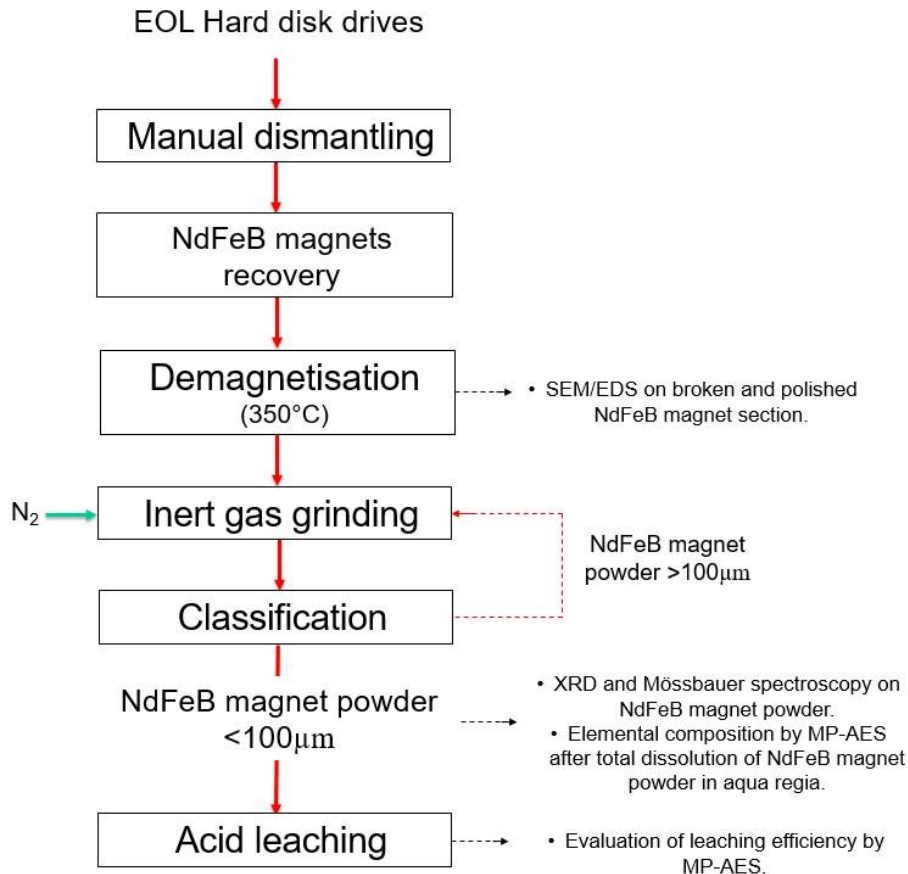 EOL Hard disk drives
Manual dismantling
NdFeB magnets
recovery
Demagnetisation
(350°C)
• SEM/EDS on broken and polished
NdFeB magnet section.
N₂
Inert gas grinding
NdFeB magnet
powder >100µm
Classification
NdFeB magnet powder
<100µm
• XRD and Mössbauer spectroscopy on
NdFeB magnet powder.
• Elemental composition by MP-AES
after total dissolution of NdFeB magnet
powder in aqua regia.
Acid leaching
• Evaluation of leaching efficiency by
MP-AES.